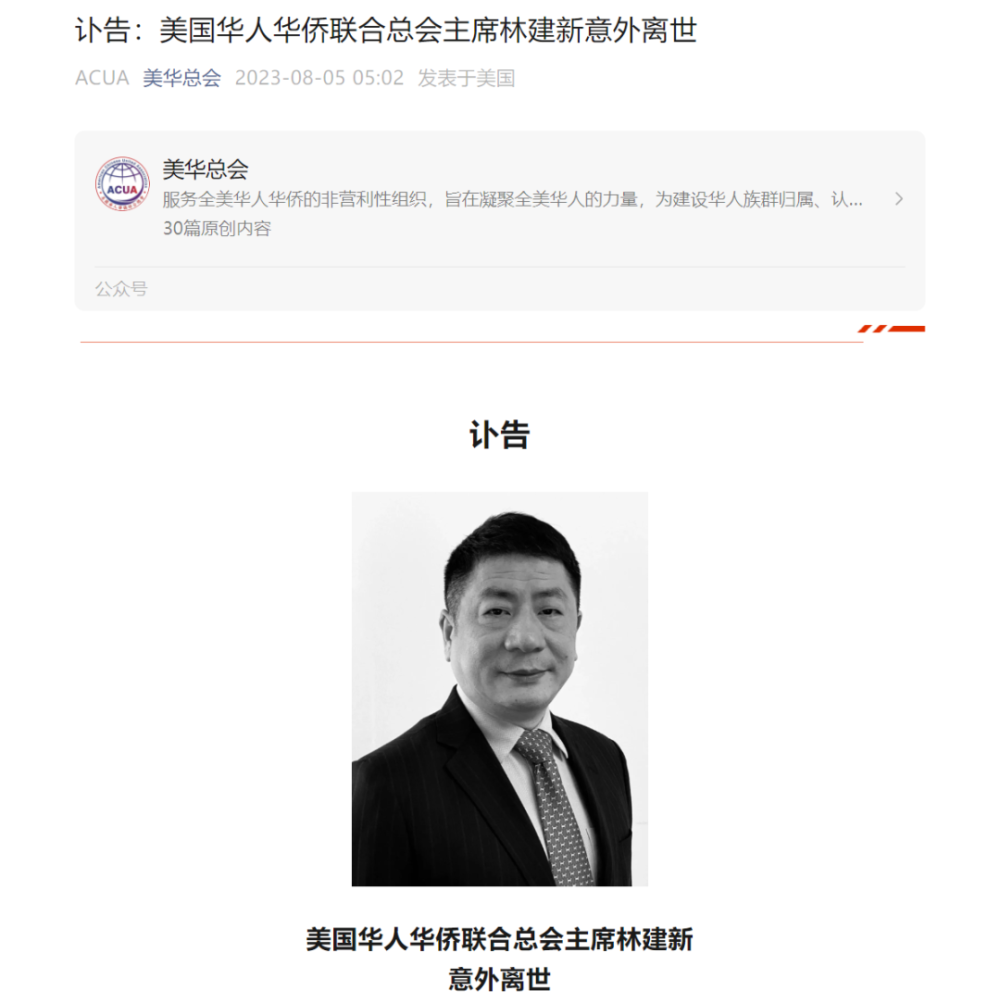 讣告：美国华人华侨联合总会主席林建新意外离世
ACUA 美华总会 2023-08-05 05:02 发表于美国
ACUA
美华总会
服务全美华人华侨的非营利性组织，旨在凝聚全美华人的力量，为建设华人族群归属、认...
30篇原创内容
公众号
讣告
美国华人华侨联合总会主席林建新
意外离世